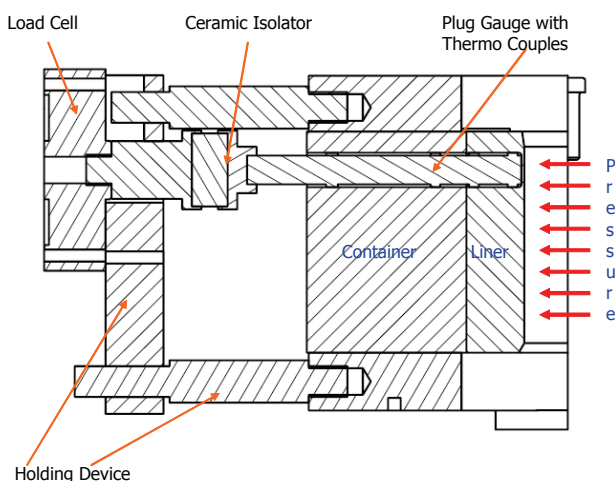 Load Cell
Ceramic Isolator
Plug Gauge with
Thermo Couples
Container
Liner
P
r
e
s
s
u
r
e
Holding Device